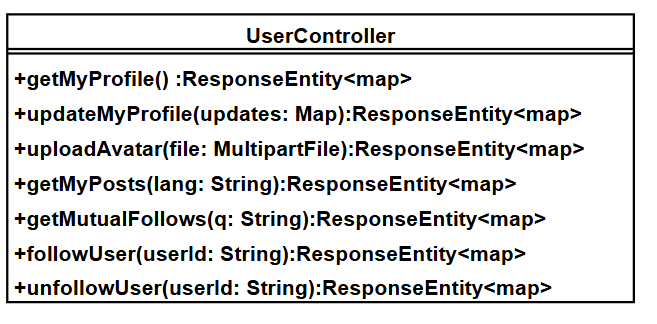 UserController
+getMyProfile() :ResponseEntity<map>
+updateMyProfile(updates: Map):ResponseEntity<map>
+uploadAvatar(file: MultipartFile):ResponseEntity<map>
+getMyPosts(lang: String):ResponseEntity<map>
+getMutualFollows(q: String):ResponseEntity<map>
+followUser(userId: String):ResponseEntity<map>
+unfollowUser(userId: String):ResponseEntity<map>